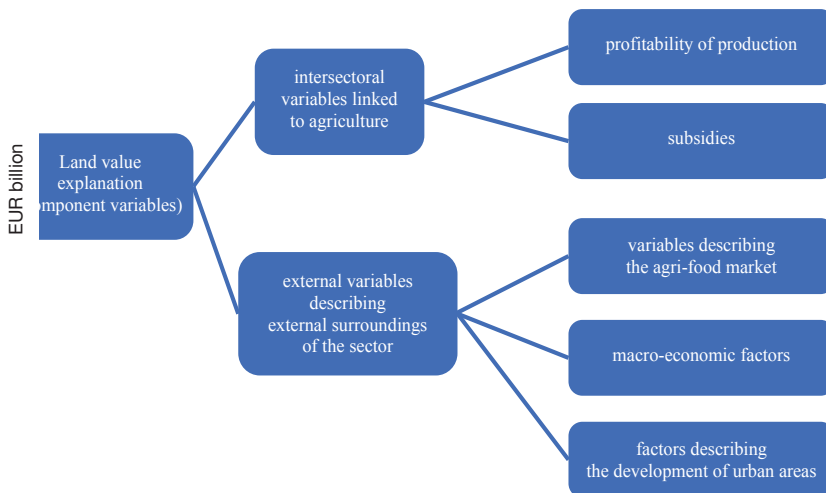 EUR billion
Land value
explanation
omponent variables)
intersectoral
variables linked
to agriculture
external variables
describing
external surroundings
of the sector
profitability of production
subsidies
variables describing
the agri-food market
macro-economic factors
factors describing
the development of urban areas